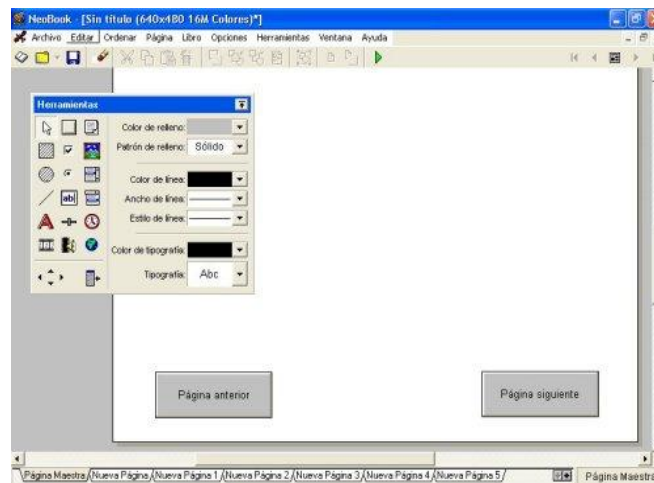 NeoBook - [Sin título (640x480 16M Colores)*]
Archivo Editar Ordenar Página Libro Opciones Herramientas Ventana Ayuda
Herramientas
Color de relleno:
Patrón de relleno: Sólido
Color de línea:
Ancho de línea:
ab
Estilo de línea:
A
Color de tipografía:
Tipografía: Abc
Página anterior
Página siguiente
Página Maestra Nueva Página Nueva Página 1 Nueva Página 2 Nueva Página 3 Nueva Página 4 Nueva Página 5
Página Maestra